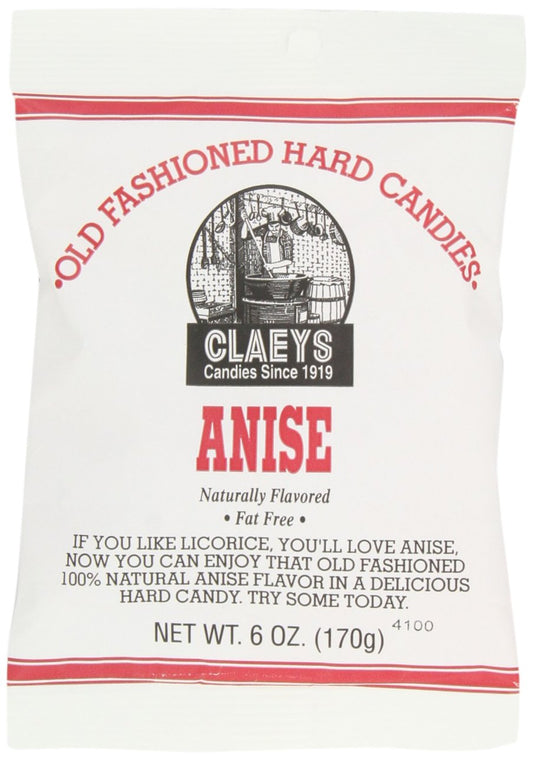 •OLD FASHIONED HARD CANDIES•
CLAEYS
Candies Since 1919
ANISE
Naturally Flavored
• Fat Free •
IF YOU LIKE LICORICE, YOU'LL LOVE ANISE,
NOW YOU CAN ENJOY THAT OLD FASHIONED
100% NATURAL ANISE FLAVOR IN A DELICIOUS
HARD CANDY. TRY SOME TODAY.
NET WT. 6 OZ. (170g) 4100